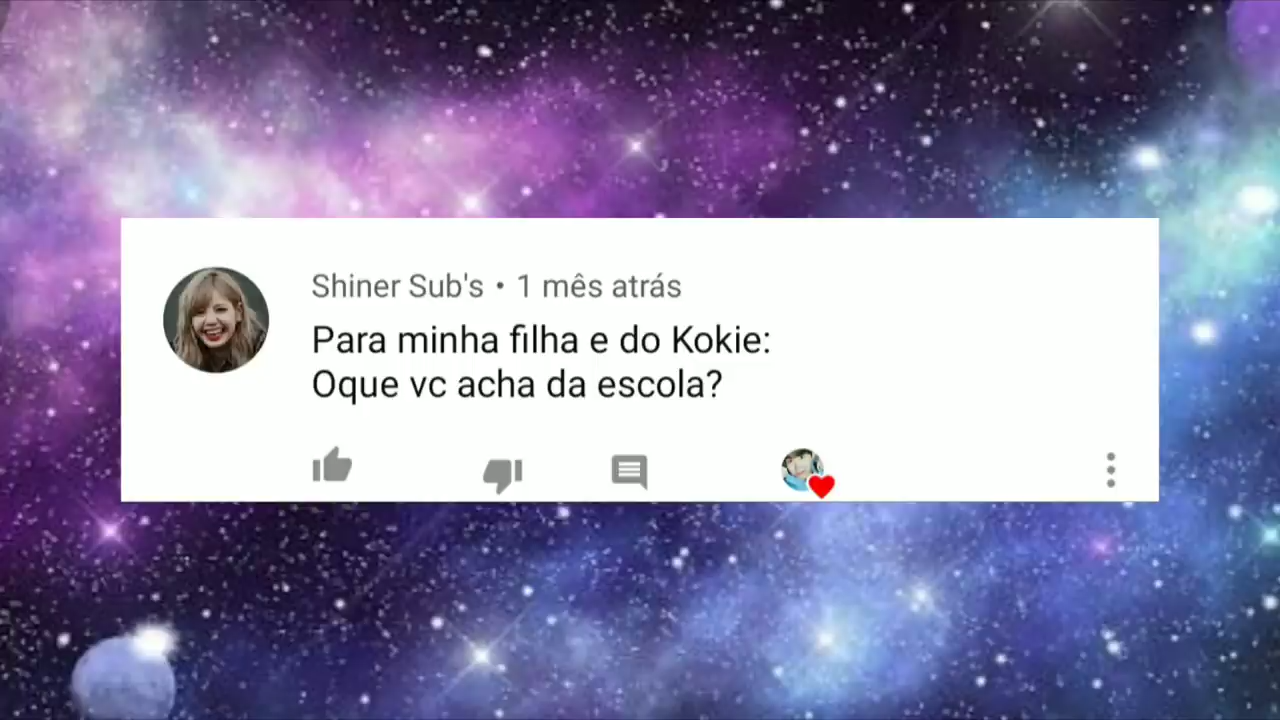 Shiner Sub's • 1 mês atrás
Para minha filha e do Kokie:
Oque vc acha da escola?